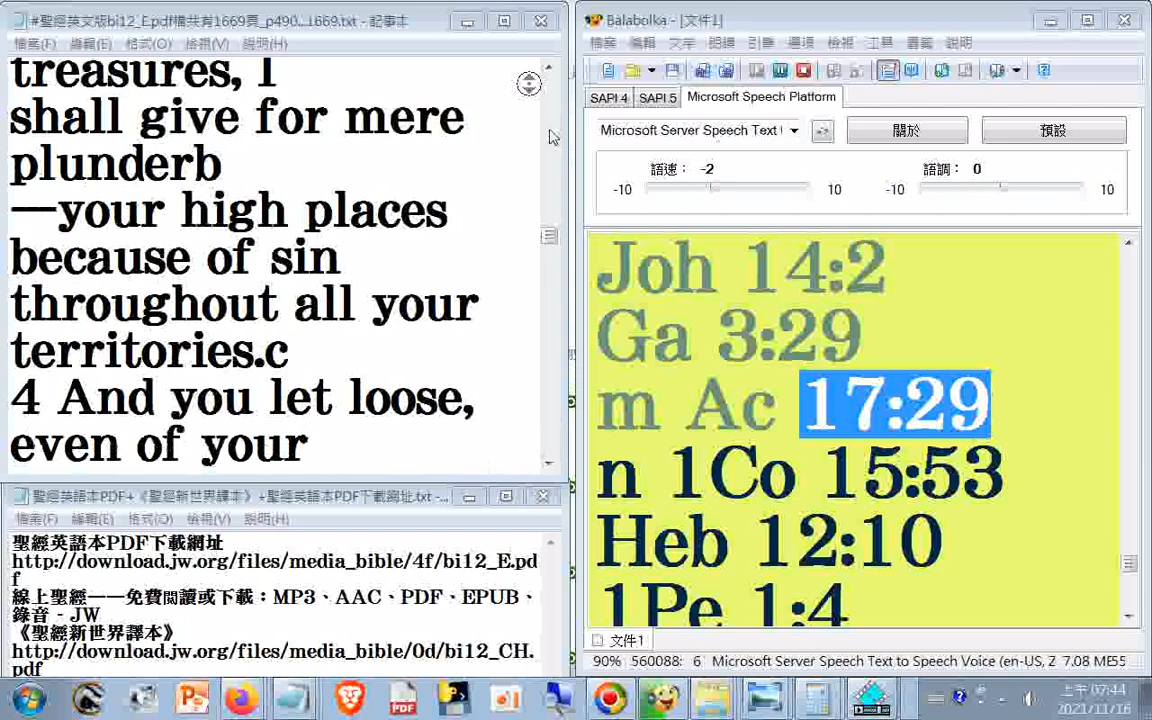 #聖經英文版bi12_E.pdf檔共有1669頁_p490...1669.txt - 記事本
檔案(F) 編輯(E) 格式(O) 檢視(V) 說明(H)
treasures, I
shall give for mere
plunderb
—your high places
because of sin
throughout all your
territories.c
4 And you let loose,
even of your
聖經英語本PDF+《聖經新世界譯本》+聖經英語本PDF下載網址.txt -...
檔案(F) 編輯(E) 格式(O) 檢視(V) 說明(H)
聖經英語本PDF下載網址
http://download.jw.org/files/media_bible/4f/bi12_E.pd
f
線上聖經——免費閱讀或下載：MP3、AAC、PDF、EPUB、
錄音 - JW
《聖經新世界譯本》
http://download.jw.org/files/media_bible/0d/bi12_CH.
pdf
Balabolka - [文件1]
檔案 編輯 文字 朗讀 引擎 選項 檢視 工具 書籤 說明
SAPI 4 SAPI 5 Microsoft Speech Platform
Microsoft Server Speech Text 關於 預設
語速： -2 語調： 0
-10 10 -10 10
Joh 14:2
Ga 3:29
m Ac 17:29
n 1Co 15:53
Heb 12:10
1Pe 1:4
文件1
90% 560088: 6 Microsoft Server Speech Text to Speech Voice (en-US, Z 7.08 ME55
PDF
上午 07:44
2021/11/16